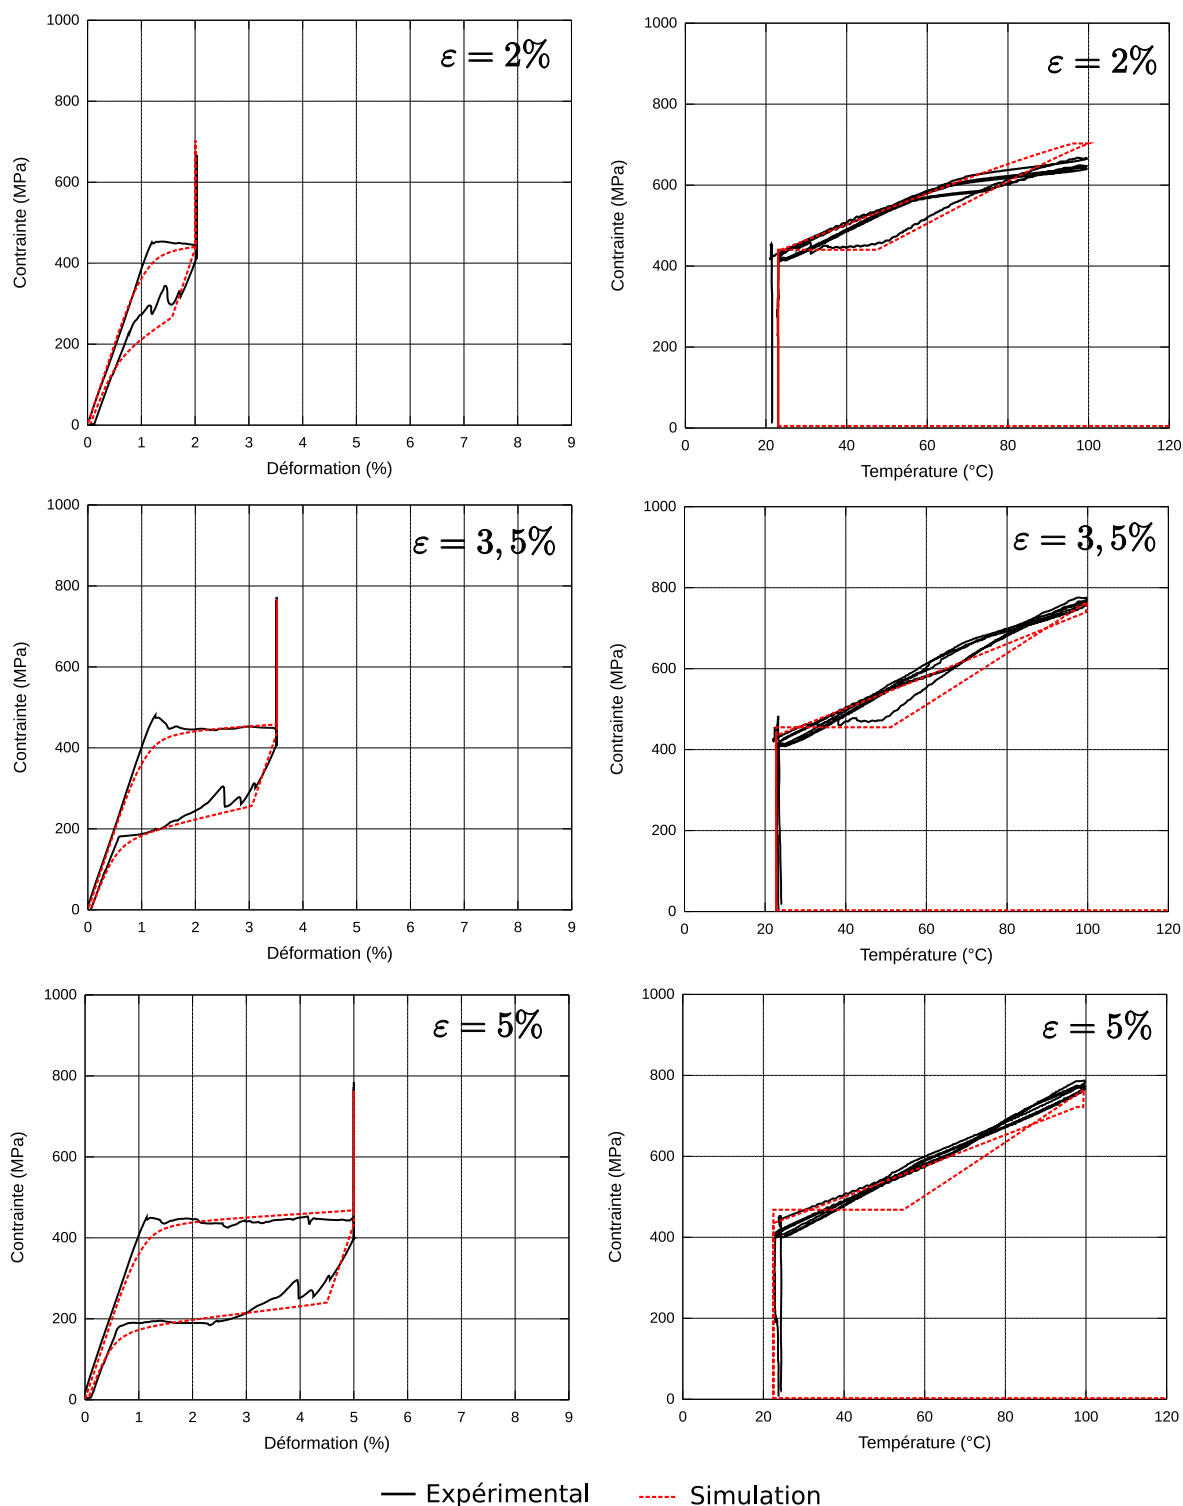 1000
800
600
400
200
0
Contrainte (MPa)
ε = 2%
0 1 2 3 4 5 6 7 8 9
Déformation (%)
1000
800
600
400
200
0
Contrainte (MPa)
ε = 2%
0 20 40 60 80 100 120
Température (°C)
1000
800
600
400
200
0
Contrainte (MPa)
ε = 3, 5%
0 1 2 3 4 5 6 7 8 9
Déformation (%)
1000
800
600
400
200
0
Contrainte (MPa)
ε = 3, 5%
0 20 40 60 80 100 120
Température (°C)
1000
800
600
400
200
0
Contrainte (MPa)
ε = 5%
0 1 2 3 4 5 6 7 8 9
Déformation (%)
1000
800
600
400
200
0
Contrainte (MPa)
ε = 5%
0 20 40 60 80 100 120
Température (°C)
Expérimental
Simulation